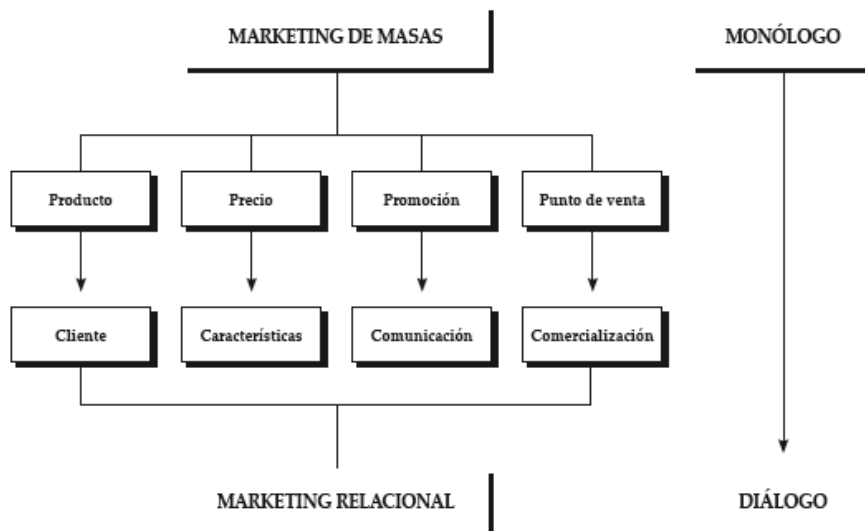 MARKETING DE MASAS
MONÓLOGO
Producto
Precio
Promoción
Punto de venta
Cliente
Características
Comunicación
Comercialización
MARKETING RELACIONAL
DIÁLOGO